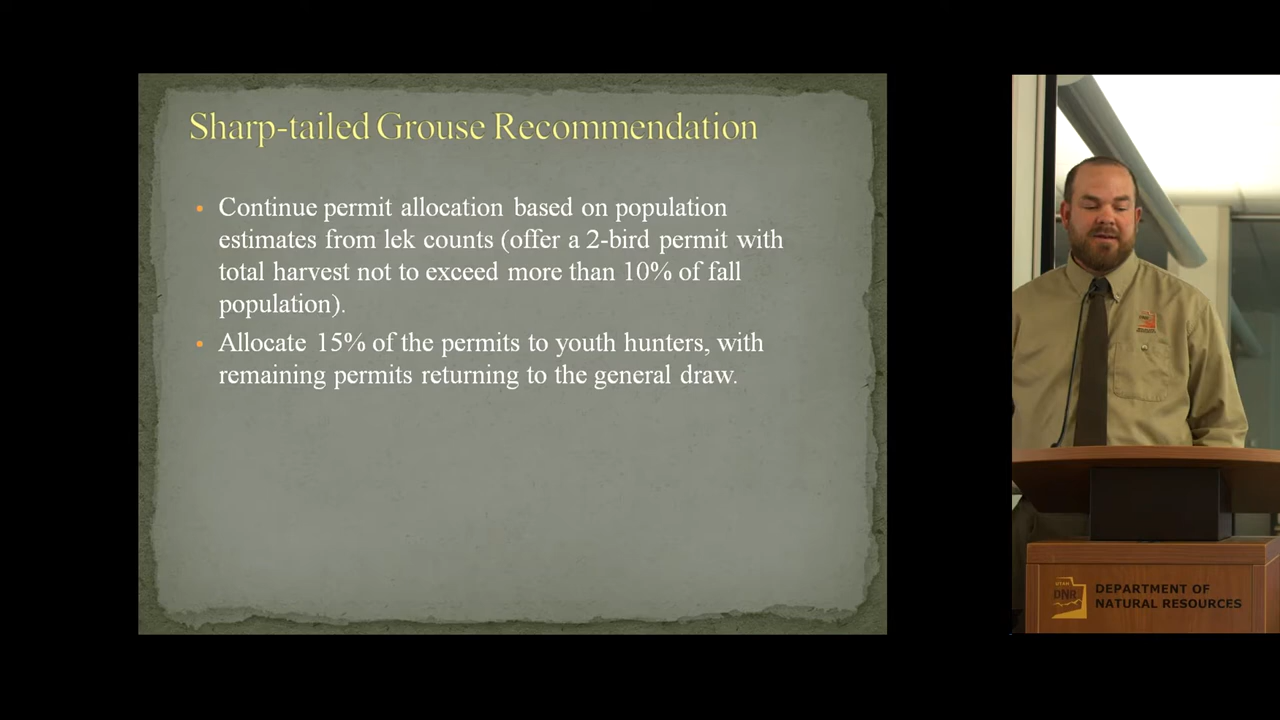 Sharp-tailed Grouse Recommendation
• Continue permit allocation based on population
estimates from lek counts (offer a 2-bird permit with
total harvest not to exceed more than 10% of fall
population).
• Allocate 15% of the permits to youth hunters, with
remaining permits returning to the general draw.
UTAH
DNR
DEPARTMENT OF
NATURAL RESOURCES